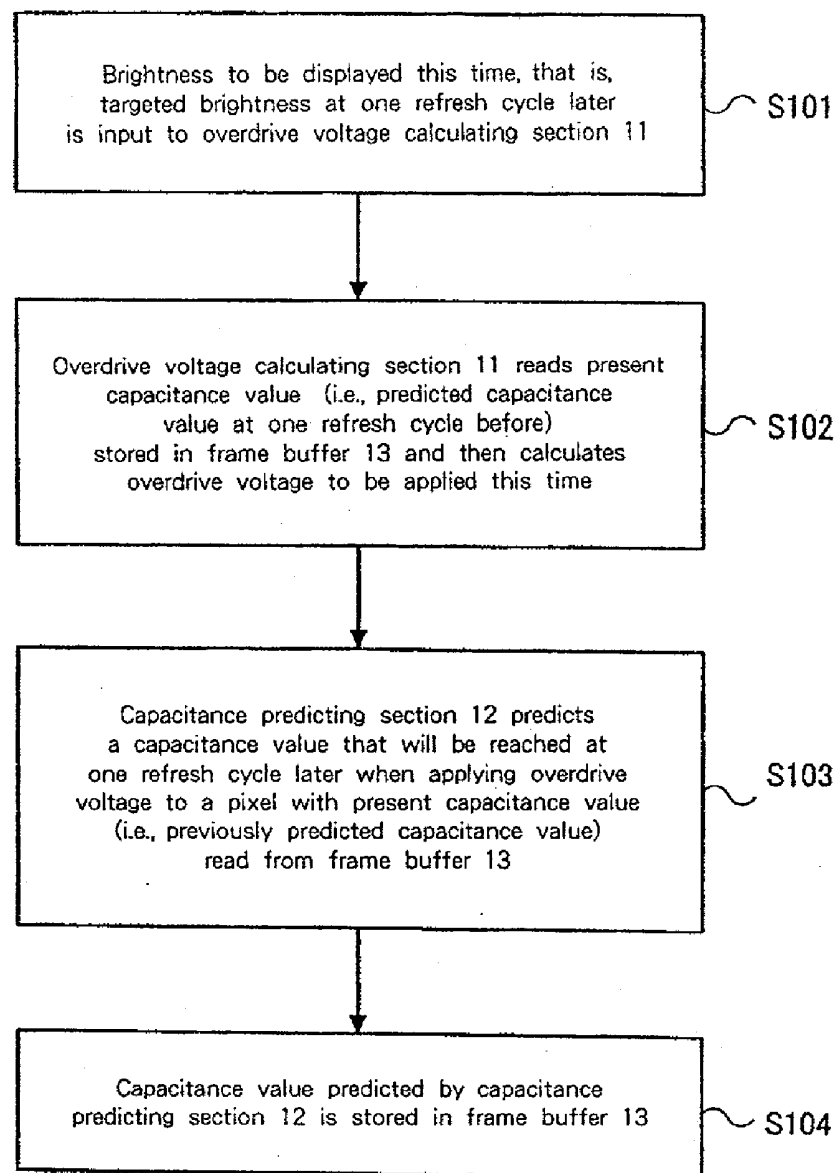 Brightness to be displayed this time, that is,
targeted brightness at one refresh cycle later
is input to overdrive voltage calculating section 11
S101
Overdrive voltage calculating section 11 reads present
capacitance value (i.e., predicted capacitance
value at one refresh cycle before)
stored in frame buffer 13 and then calculates
overdrive voltage to be applied this time
S102
Capacitance predicting section 12 predicts
a capacitance value that will be reached at
one refresh cycle later when applying overdrive
voltage to a pixel with present capacitance value
(i.e., previously predicted capacitance value)
read from frame buffer 13
S103
Capacitance value predicted by capacitance
predicting section 12 is stored in frame buffer 13
S104